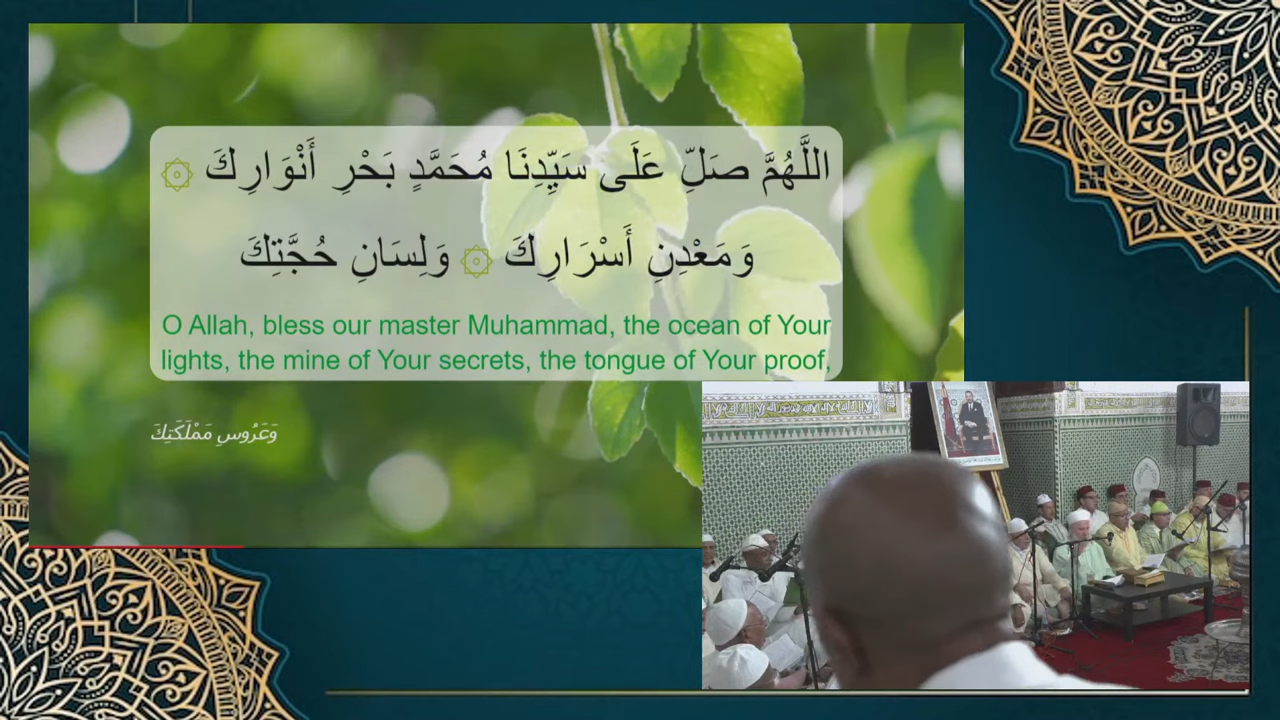 اللَّهُمَّ صَلِّ عَلَى سَيِّدِنَا مُحَمَّدٍ بَحْرِ أَنْوَارِكَ ۞
وَمَعْدِنِ أَسْرَارِكَ ۞ وَلِسَانِ حُجَّتِكَ
O Allah, bless our master Muhammad, the ocean of Your
lights, the mine of Your secrets, the tongue of Your proof,
وَعَرُوسِ مَمْلَكَتِكَ